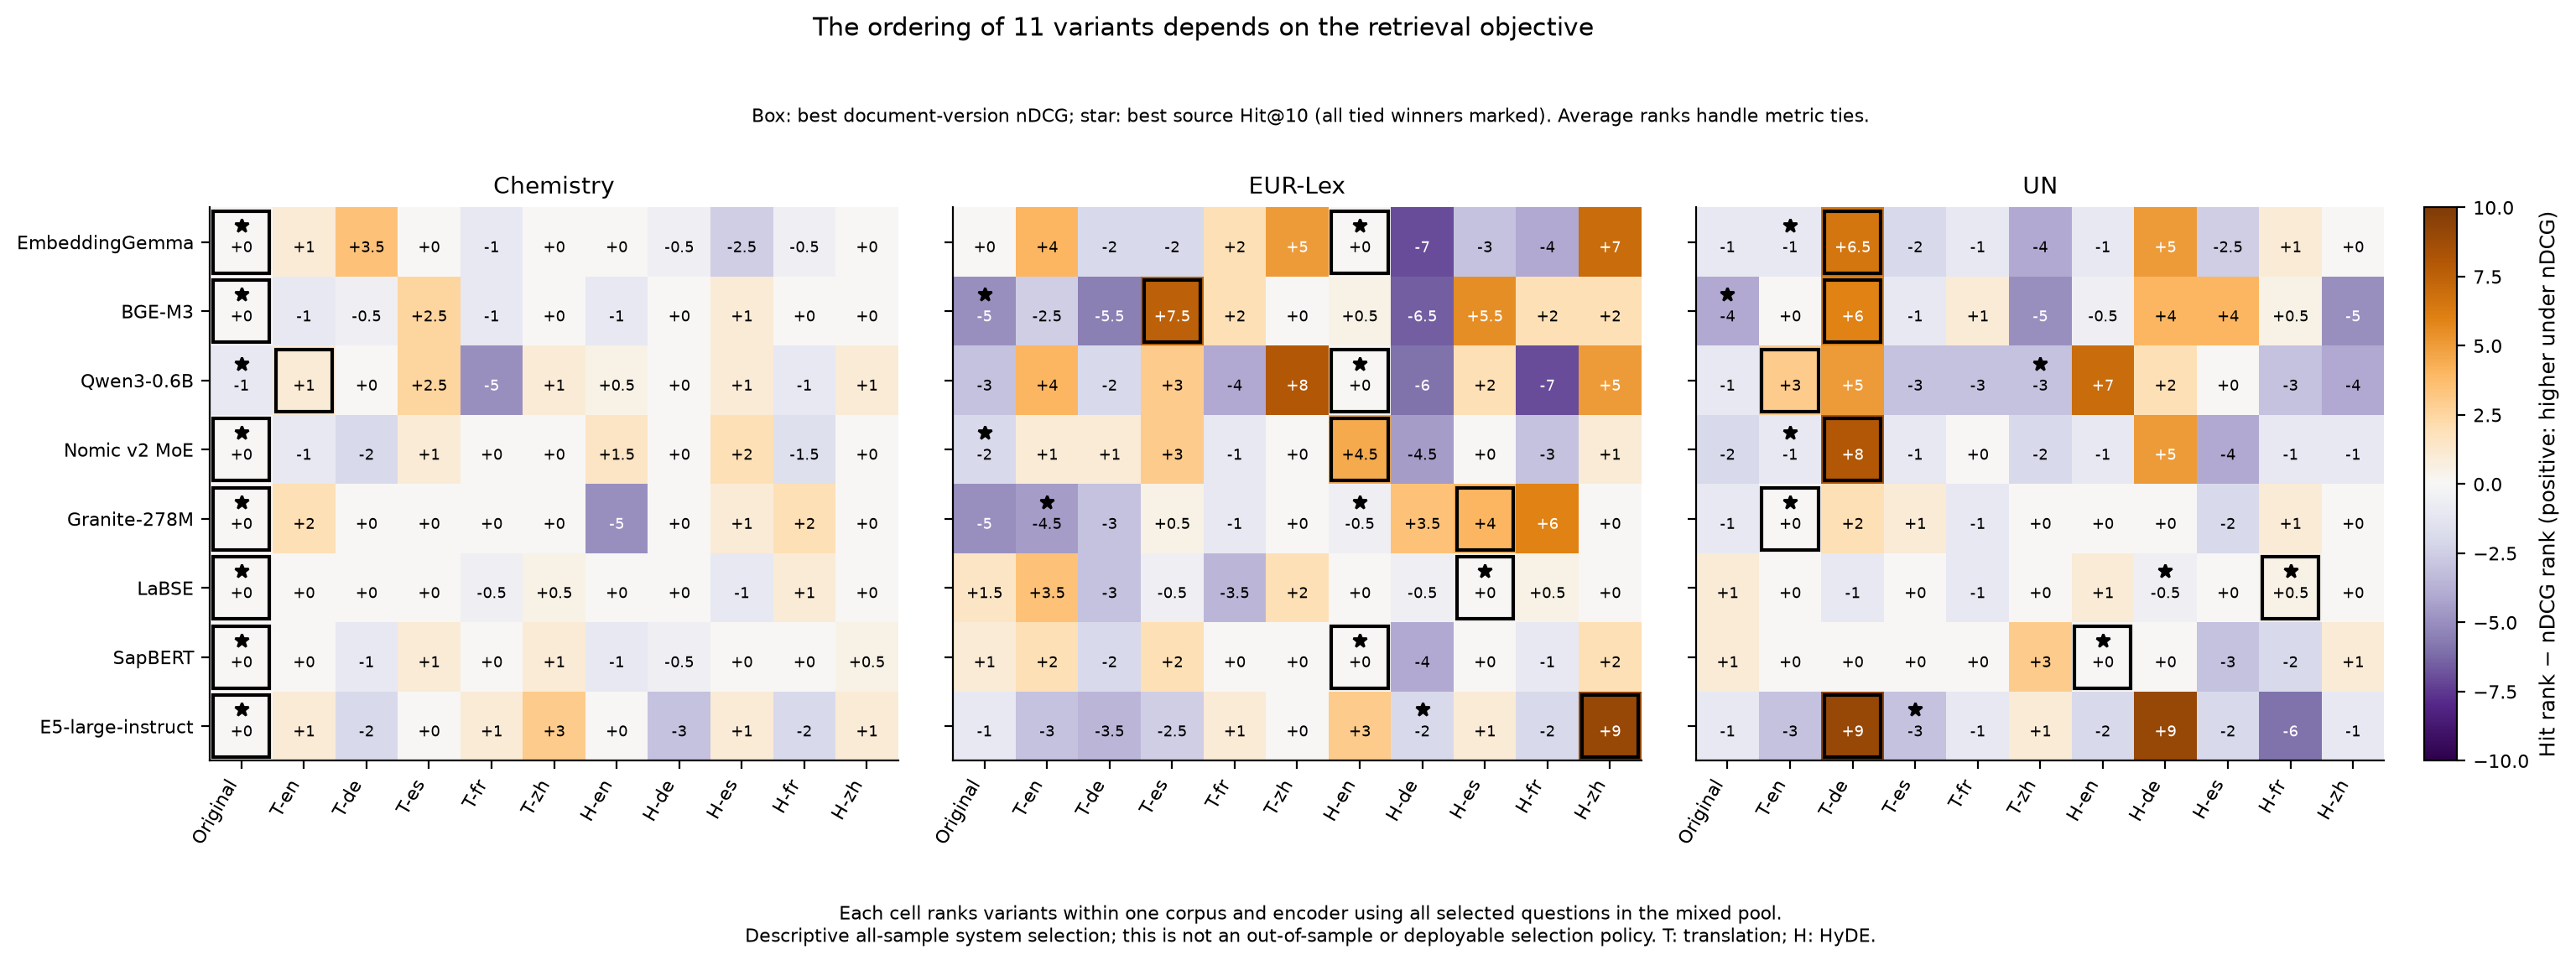 The ordering of 11 variants depends on the retrieval objective
Box: best document-version nDCG; star: best source Hit@10 (all tied winners marked). Average ranks handle metric ties.
Chemistry EUR-Lex UN
EmbeddingGemma +0 +1 +3.5 +0 -1 +0 +0 -0.5 -2.5 -0.5 +0 +0 +4 -2 -2 +2 +5 +0 -7 -3 -4 +7 -1 -1 +6.5 -2 -1 -4 -1 +5 -2.5 +1 +0
BGE-M3 +0 -1 -0.5 +2.5 -1 +0 -1 +0 +1 +0 +0 -5 -2.5 -5.5 +7.5 +2 +0 +0.5 -6.5 +5.5 +2 +2 -4 +0 +6 -1 +1 -5 -0.5 +4 +4 +0.5 -5
Qwen3-0.6B -1 +1 +0 +2.5 -5 +1 +0.5 +0 +1 -1 +1 -3 +4 -2 +3 -4 +8 +0 -6 +2 -7 +5 -1 +3 +5 -3 -3 -3 +7 +2 +0 -3 -4
Nomic v2 MoE +0 -1 -2 +1 +0 +0 +1.5 +0 +2 -1.5 +0 -2 +1 +1 +3 -1 +0 +4.5 -4.5 +0 -3 +1 -2 -1 +8 -1 +0 -2 -1 +5 -4 -1 -1
Granite-278M +0 +2 +0 +0 +0 +0 -5 +0 +1 +2 +0 -5 -4.5 -3 +0.5 -1 +0 -0.5 +3.5 +4 +6 +0 -1 +0 +2 +1 -1 +0 +0 +0 -2 +1 +0
LaBSE +0 +0 +0 +0 -0.5 +0.5 +0 +0 -1 +1 +0 +1.5 +3.5 -3 -0.5 -3.5 +2 +0 -0.5 +0 +0.5 +0 +1 +0 -1 +0 -1 +0 +1 -0.5 +0 +0.5 +0
SapBERT +0 +0 -1 +1 +0 +1 -1 -0.5 +0 +0 +0.5 +1 +2 -2 +2 +0 +0 +0 -4 +0 -1 +2 +1 +0 +0 +0 +0 +3 +0 +0 -3 -2 +1
E5-large-instruct +0 +1 -2 +0 +1 +3 +0 -3 +1 -2 +1 -1 -3 -3.5 -2.5 +1 +0 +3 -2 +1 -2 +9 -1 -3 +9 -3 -1 +1 -2 +9 -2 -6 -1
Original T-en T-de T-es T-fr T-zh H-en H-de H-es H-fr H-zh Original T-en T-de T-es T-fr T-zh H-en H-de H-es H-fr H-zh Original T-en T-de T-es T-fr T-zh H-en H-de H-es H-fr H-zh
10.0
7.5
5.0
2.5
0.0
−2.5
−5.0
−7.5
−10.0
Hit rank − nDCG rank (positive: higher under nDCG)
Each cell ranks variants within one corpus and encoder using all selected questions in the mixed pool.
Descriptive all-sample system selection; this is not an out-of-sample or deployable selection policy. T: translation; H: HyDE.